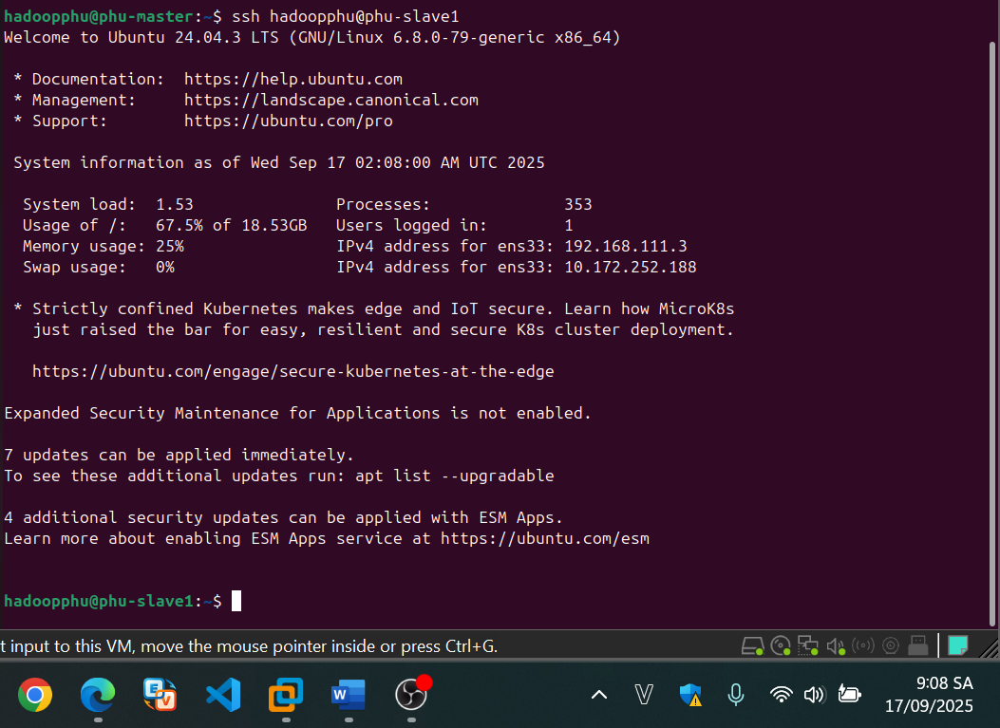 hadoopphu@phu-master:~$ ssh hadoopphu@phu-slave1
Welcome to Ubuntu 24.04.3 LTS (GNU/Linux 6.8.0-79-generic x86_64)
* Documentation:  https://help.ubuntu.com
* Management:     https://landscape.canonical.com
* Support:        https://ubuntu.com/pro
System information as of Wed Sep 17 02:08:00 AM UTC 2025
System load:  1.53               Processes:              353
Usage of /:   67.5% of 18.53GB   Users logged in:        1
Memory usage: 25%                IPv4 address for ens33: 192.168.111.3
Swap usage:   0%                 IPv4 address for ens33: 10.172.252.188
* Strictly confined Kubernetes makes edge and IoT secure. Learn how MicroK8s
just raised the bar for easy, resilient and secure K8s cluster deployment.
https://ubuntu.com/engage/secure-kubernetes-at-the-edge
Expanded Security Maintenance for Applications is not enabled.
7 updates can be applied immediately.
To see these additional updates run: apt list --upgradable
4 additional security updates can be applied with ESM Apps.
Learn more about enabling ESM Apps service at https://ubuntu.com/esm
hadoopphu@phu-slave1:~$
t input to this VM, move the mouse pointer inside or press Ctrl+G.
E
V
W
V
9:08 SA
17/09/2025